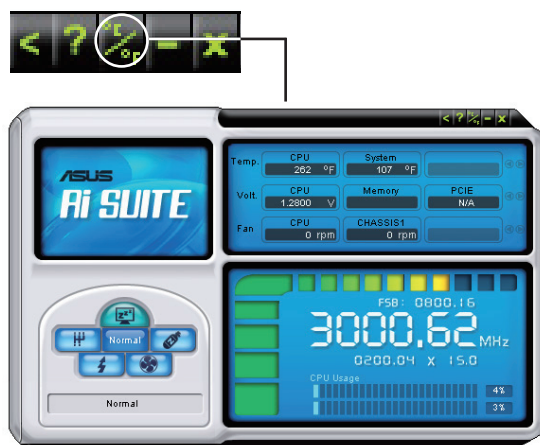 < ? °C/°F - x
< ? °C/°F - x
ASUS
Ai SUITE
Temp. CPU System
262 °F 107 °F
Volt. CPU Memory PCIE
1.2800 V N/A
Fan CPU CHASSIS1
0 rpm 0 rpm
FSB: 0800.16
3000.62 MHz
0200.04 x 15.0
CPU Usage
4%
3%
zzz
Normal
Normal